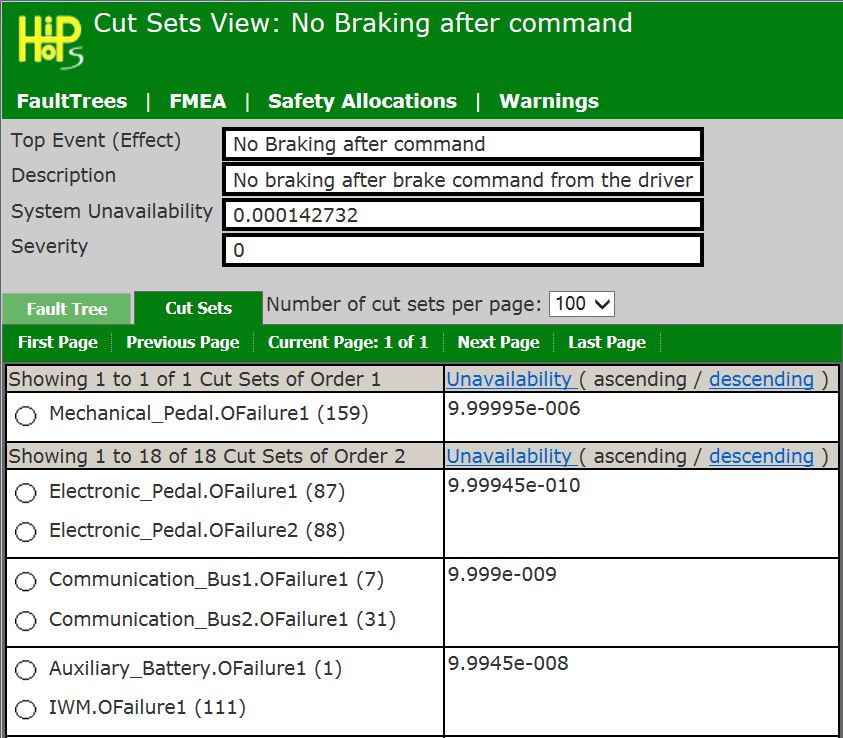 HiP HOPS
Cut Sets View: No Braking after command
FaultTrees | FMEA | Safety Allocations | Warnings
Top Event (Effect) No Braking after command
Description No braking after brake command from the driver
System Unavailability 0.000142732
Severity 0
Fault Tree Cut Sets Number of cut sets per page: 100
First Page Previous Page Current Page: 1 of 1 Next Page Last Page
Showing 1 to 1 of 1 Cut Sets of Order 1 Unavailability ( ascending / descending )
Mechanical_Pedal.OFailure1 (159) 9.99995e-006
Showing 1 to 18 of 18 Cut Sets of Order 2 Unavailability ( ascending / descending )
Electronic_Pedal.OFailure1 (87) 9.99945e-010
Electronic_Pedal.OFailure2 (88)
Communication_Bus1.OFailure1 (7) 9.999e-009
Communication_Bus2.OFailure1 (31)
Auxiliary_Battery.OFailure1 (1) 9.9945e-008
IWM.OFailure1 (111)